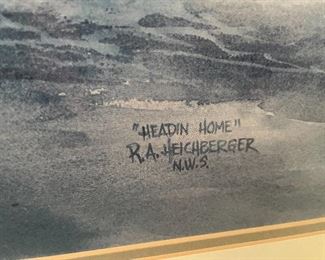 "HEADIN HOME"
R.A. HEICHBERGER
N.W.S.